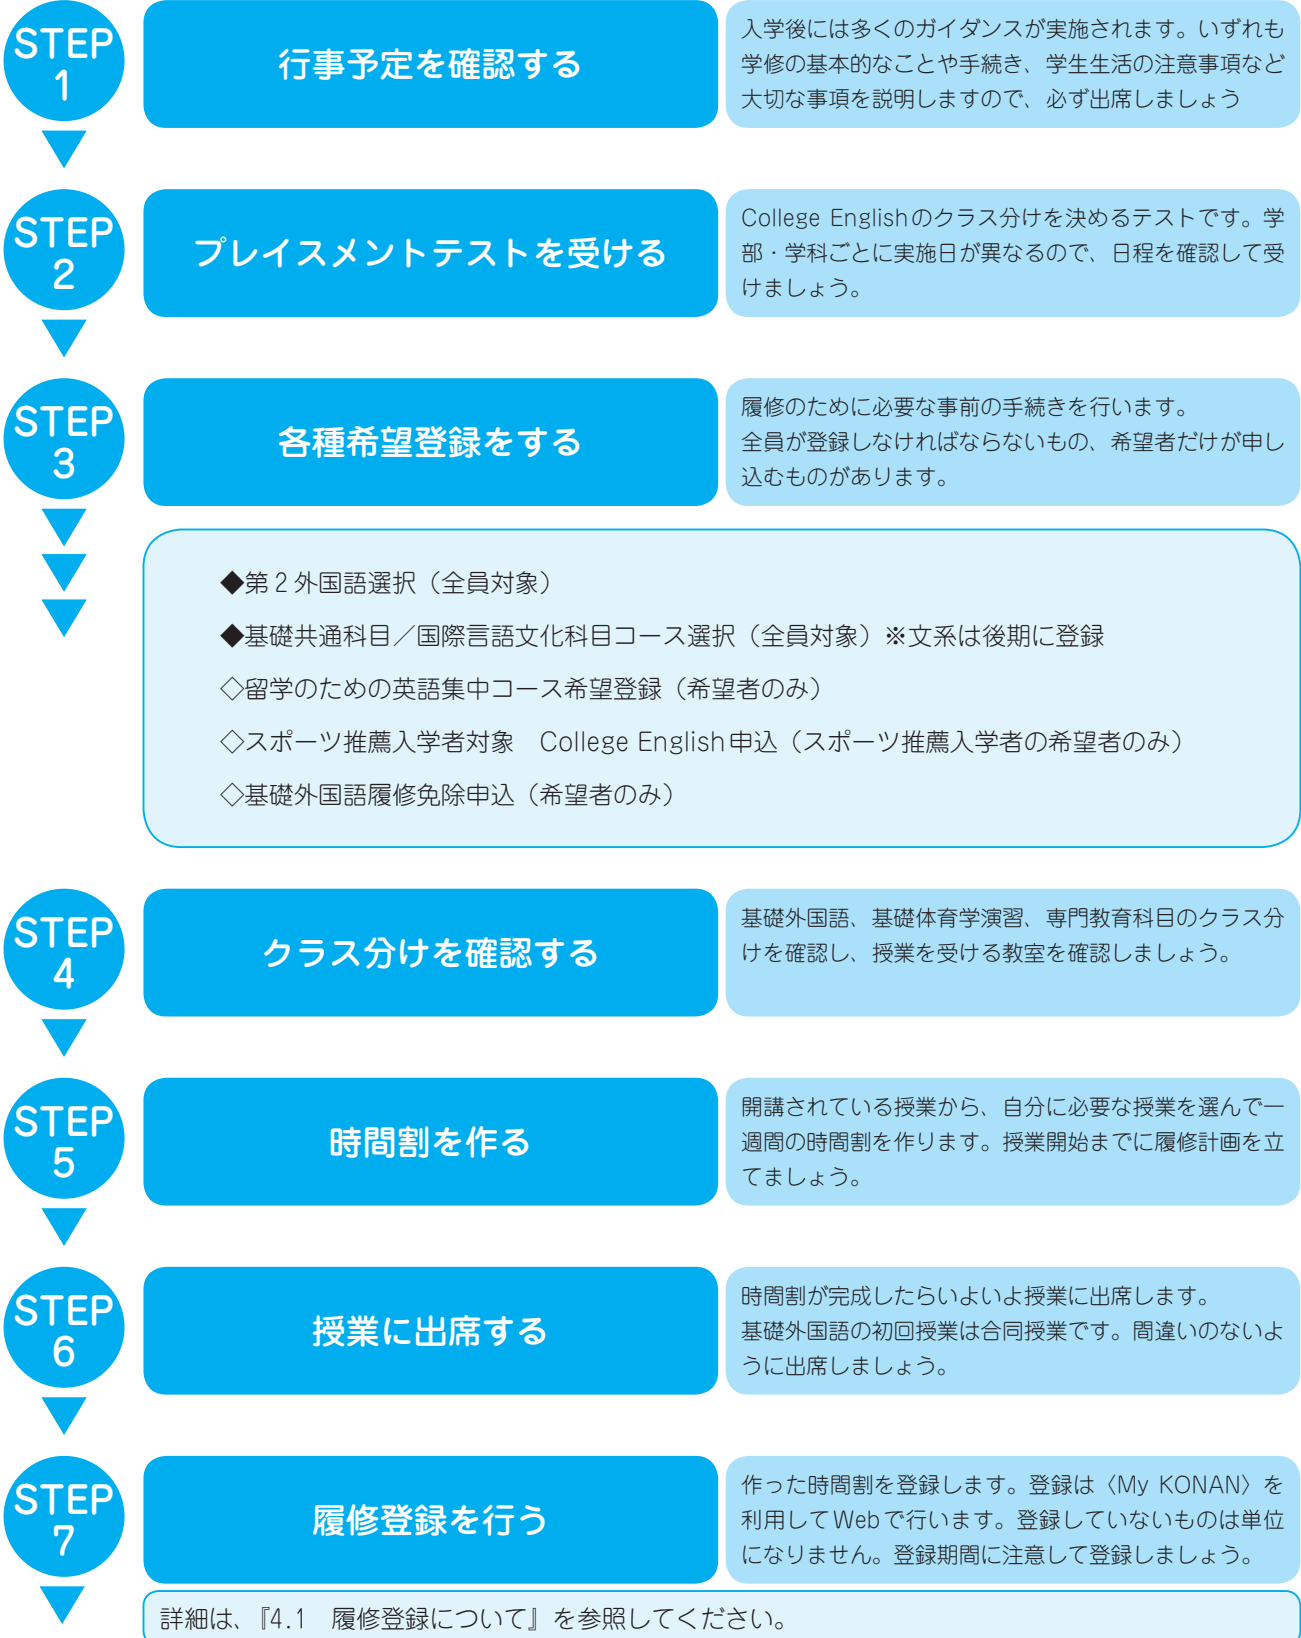 STEP
1
行事予定を確認する
入学後には多くのガイダンスが実施されます。いずれも
学修の基本的なことや手続き、学生生活の注意事項など
大切な事項を説明しますので、必ず出席しましょう
STEP
2
プレイスメントテストを受ける
College Englishのクラス分けを決めるテストです。学
部・学科ごとに実施日が異なるので、日程を確認して受
けましょう。
STEP
3
各種希望登録をする
履修のために必要な事前の手続きを行います。
全員が登録しなければならないもの、希望者だけが申し
込むものがあります。
◆第2外国語選択（全員対象）
◆基礎共通科目／国際言語文化科目コース選択（全員対象）※文系は後期に登録
◇留学のための英語集中コース希望登録（希望者のみ）
◇スポーツ推薦入学者対象　College English申込（スポーツ推薦入学者の希望者のみ）
◇基礎外国語履修免除申込（希望者のみ）
STEP
4
クラス分けを確認する
基礎外国語、基礎体育学演習、専門教育科目のクラス分
けを確認し、授業を受ける教室を確認しましょう。
STEP
5
時間割を作る
開講されている授業から、自分に必要な授業を選んで一
週間の時間割を作ります。授業開始までに履修計画を立
てましょう。
STEP
6
授業に出席する
時間割が完成したらいよいよ授業に出席します。
基礎外国語の初回授業は合同授業です。間違いのないよ
うに出席しましょう。
STEP
7
履修登録を行う
作った時間割を登録します。登録は〈My KONAN〉を
利用してWebで行います。登録していないものは単位
になりません。登録期間に注意して登録しましょう。
詳細は、『4.1　履修登録について』を参照してください。